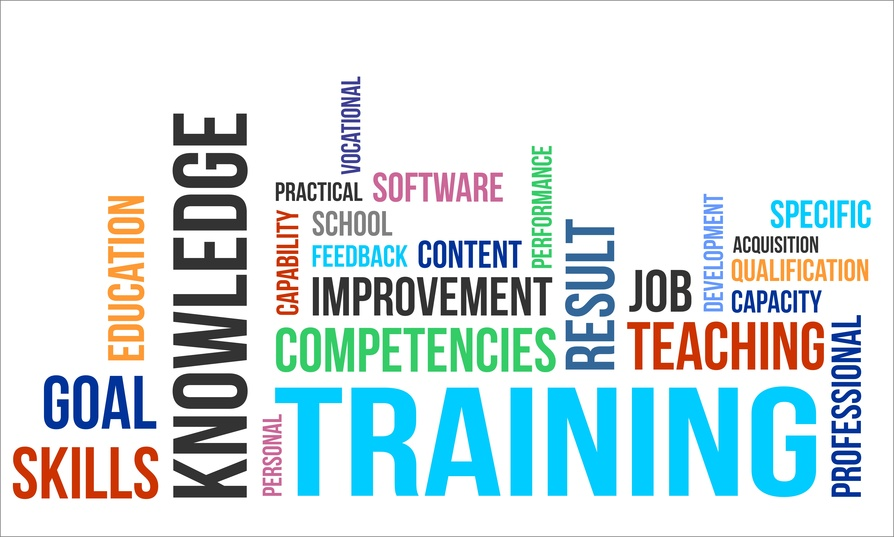 VOCATIONAL
PRACTICAL
SOFTWARE
PERFORMANCE
EDUCATION
KNOWLEDGE
CAPABILITY
SCHOOL
FEEDBACK
CONTENT
IMPROVEMENT
COMPETENCIES
RESULT
JOB
DEVELOPMENT
SPECIFIC
ACQUISITION
QUALIFICATION
CAPACITY
TEACHING
GOAL
SKILLS
PERSONAL
TRAINING
PROFESSIONAL